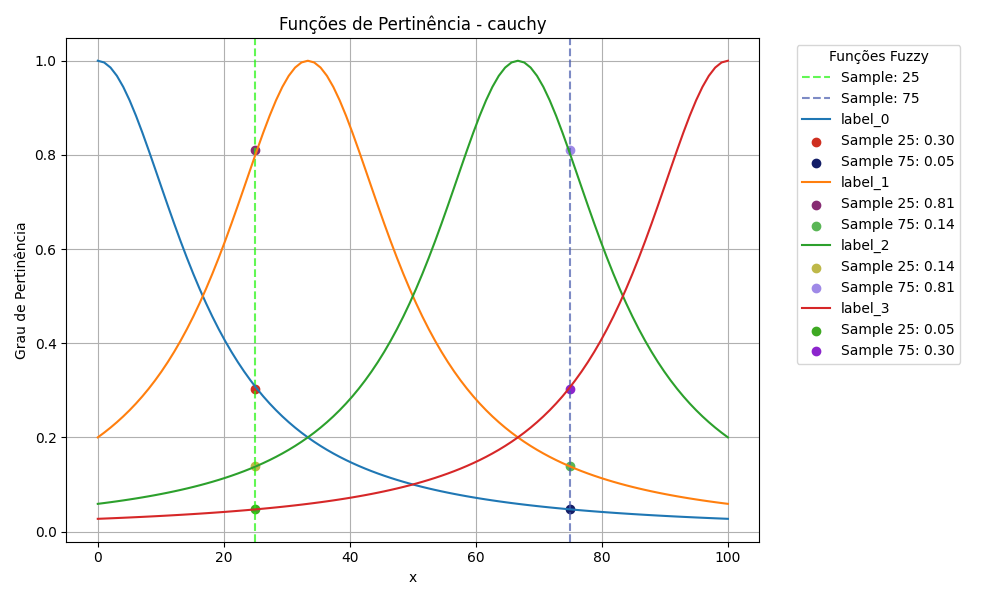 Funções de Pertinência - cauchy
Grau de Pertinência
1.0
0.8
0.6
0.4
0.2
0.0
0
20
40
60
80
100
x
Funções Fuzzy
Sample: 25
Sample: 75
label_0
Sample 25: 0.30
Sample 75: 0.05
label_1
Sample 25: 0.81
Sample 75: 0.14
label_2
Sample 25: 0.14
Sample 75: 0.81
label_3
Sample 25: 0.05
Sample 75: 0.30